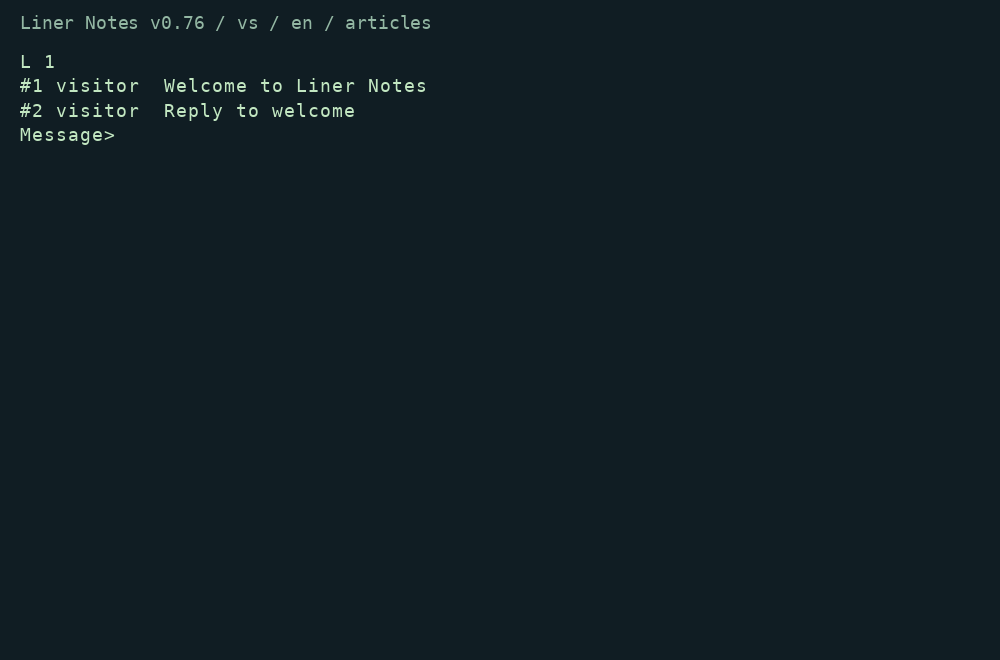 Liner Notes v0.76 / vs / en / articles
L 1
#1 visitor  Welcome to Liner Notes
#2 visitor  Reply to welcome
Message>